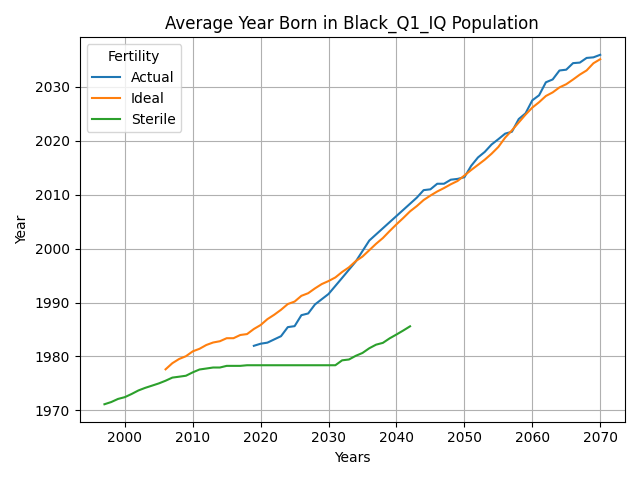 Average Year Born in Black_Q1_IQ Population
Fertility
Actual
Ideal
Sterile
2030
2020
2010
2000
1990
1980
1970
Year
2000
2010
2020
2030
2040
2050
2060
2070
Years